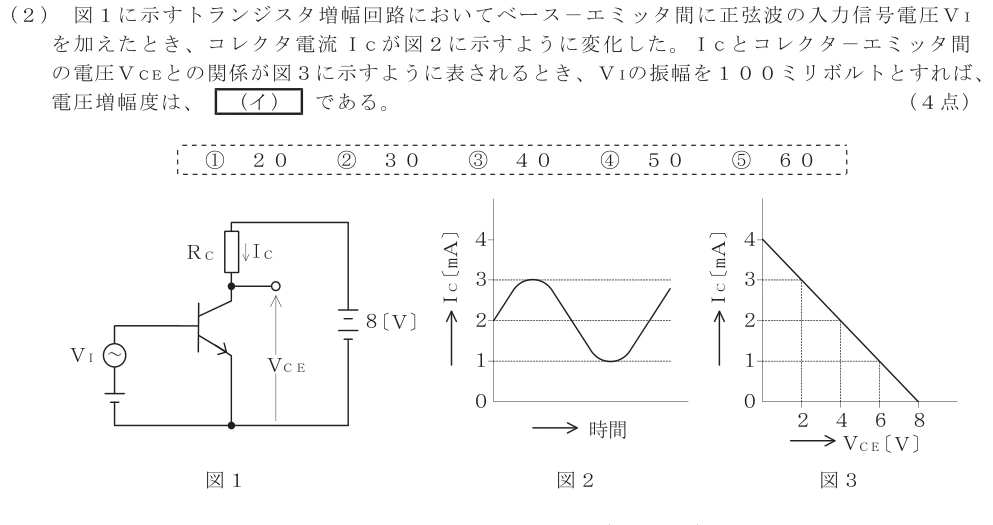 (2) 図1に示すトランジスタ増幅回路においてベース-エミッタ間に正弦波の入力信号電圧VI
を加えたとき、コレクタ電流ICが図2に示すように変化した。ICとコレクタ-エミッタ間
の電圧VCEとの関係が図3に示すように表されるとき、VIの振幅を100ミリボルトとすれば、
電圧増幅度は、 (イ) である。 (4点)
① 20 ② 30 ③ 40 ④ 50 ⑤ 60
RC
IC
8〔V〕
VI
VCE
図1
IC〔mA〕
4
3
2
1
0
時間
図2
IC〔mA〕
4
3
2
1
0
2 4 6 8
VCE〔V〕
図3